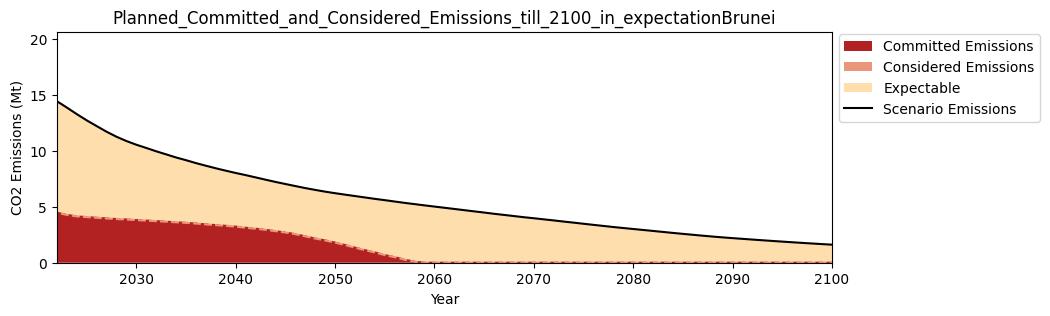 Planned_Committed_and_Considered_Emissions_till_2100_in_expectationBrunei
CO2 Emissions (Mt)
20
15
10
5
0
2030 2040 2050 2060 2070 2080 2090 2100
Year
Committed Emissions
Considered Emissions
Expectable
Scenario Emissions